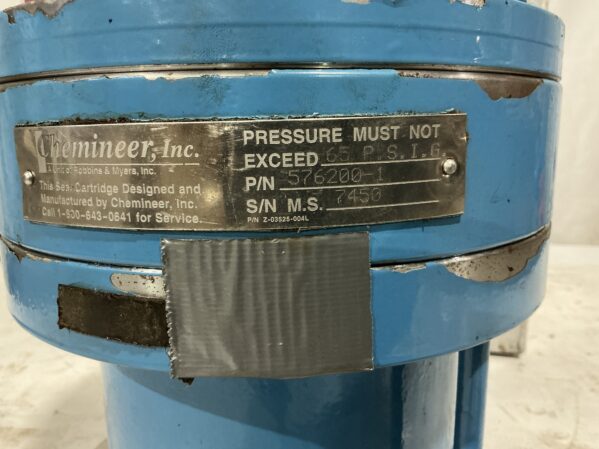 Chemineer, Inc.
A Unit of Robbins & Myers, Inc.
This Seal Cartridge Designed and
Manufactured by Chemineer, Inc.
Call 1-800-643-0641 for Service.
PRESSURE MUST NOT
EXCEED 65 P.S.I.G.
P/N 576200-1
S/N M.S. 7450
P/N Z-03525-004L